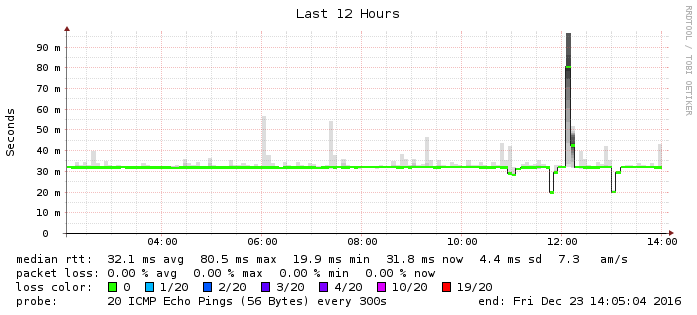 Last 12 Hours
RRDTOOL / TOBI OETIKER
Seconds
90 m
80 m
70 m
60 m
50 m
40 m
30 m
20 m
10 m
0
04:00 06:00 08:00 10:00 12:00 14:00
median rtt: 32.1 ms avg 80.5 ms max 19.9 ms min 31.8 ms now 4.4 ms sd 7.3 am/s
packet loss: 0.00 % avg 0.00 % max 0.00 % min 0.00 % now
loss color: 0 1/20 2/20 3/20 4/20 10/20 19/20
probe: 20 ICMP Echo Pings (56 Bytes) every 300s end: Fri Dec 23 14:05:04 2016